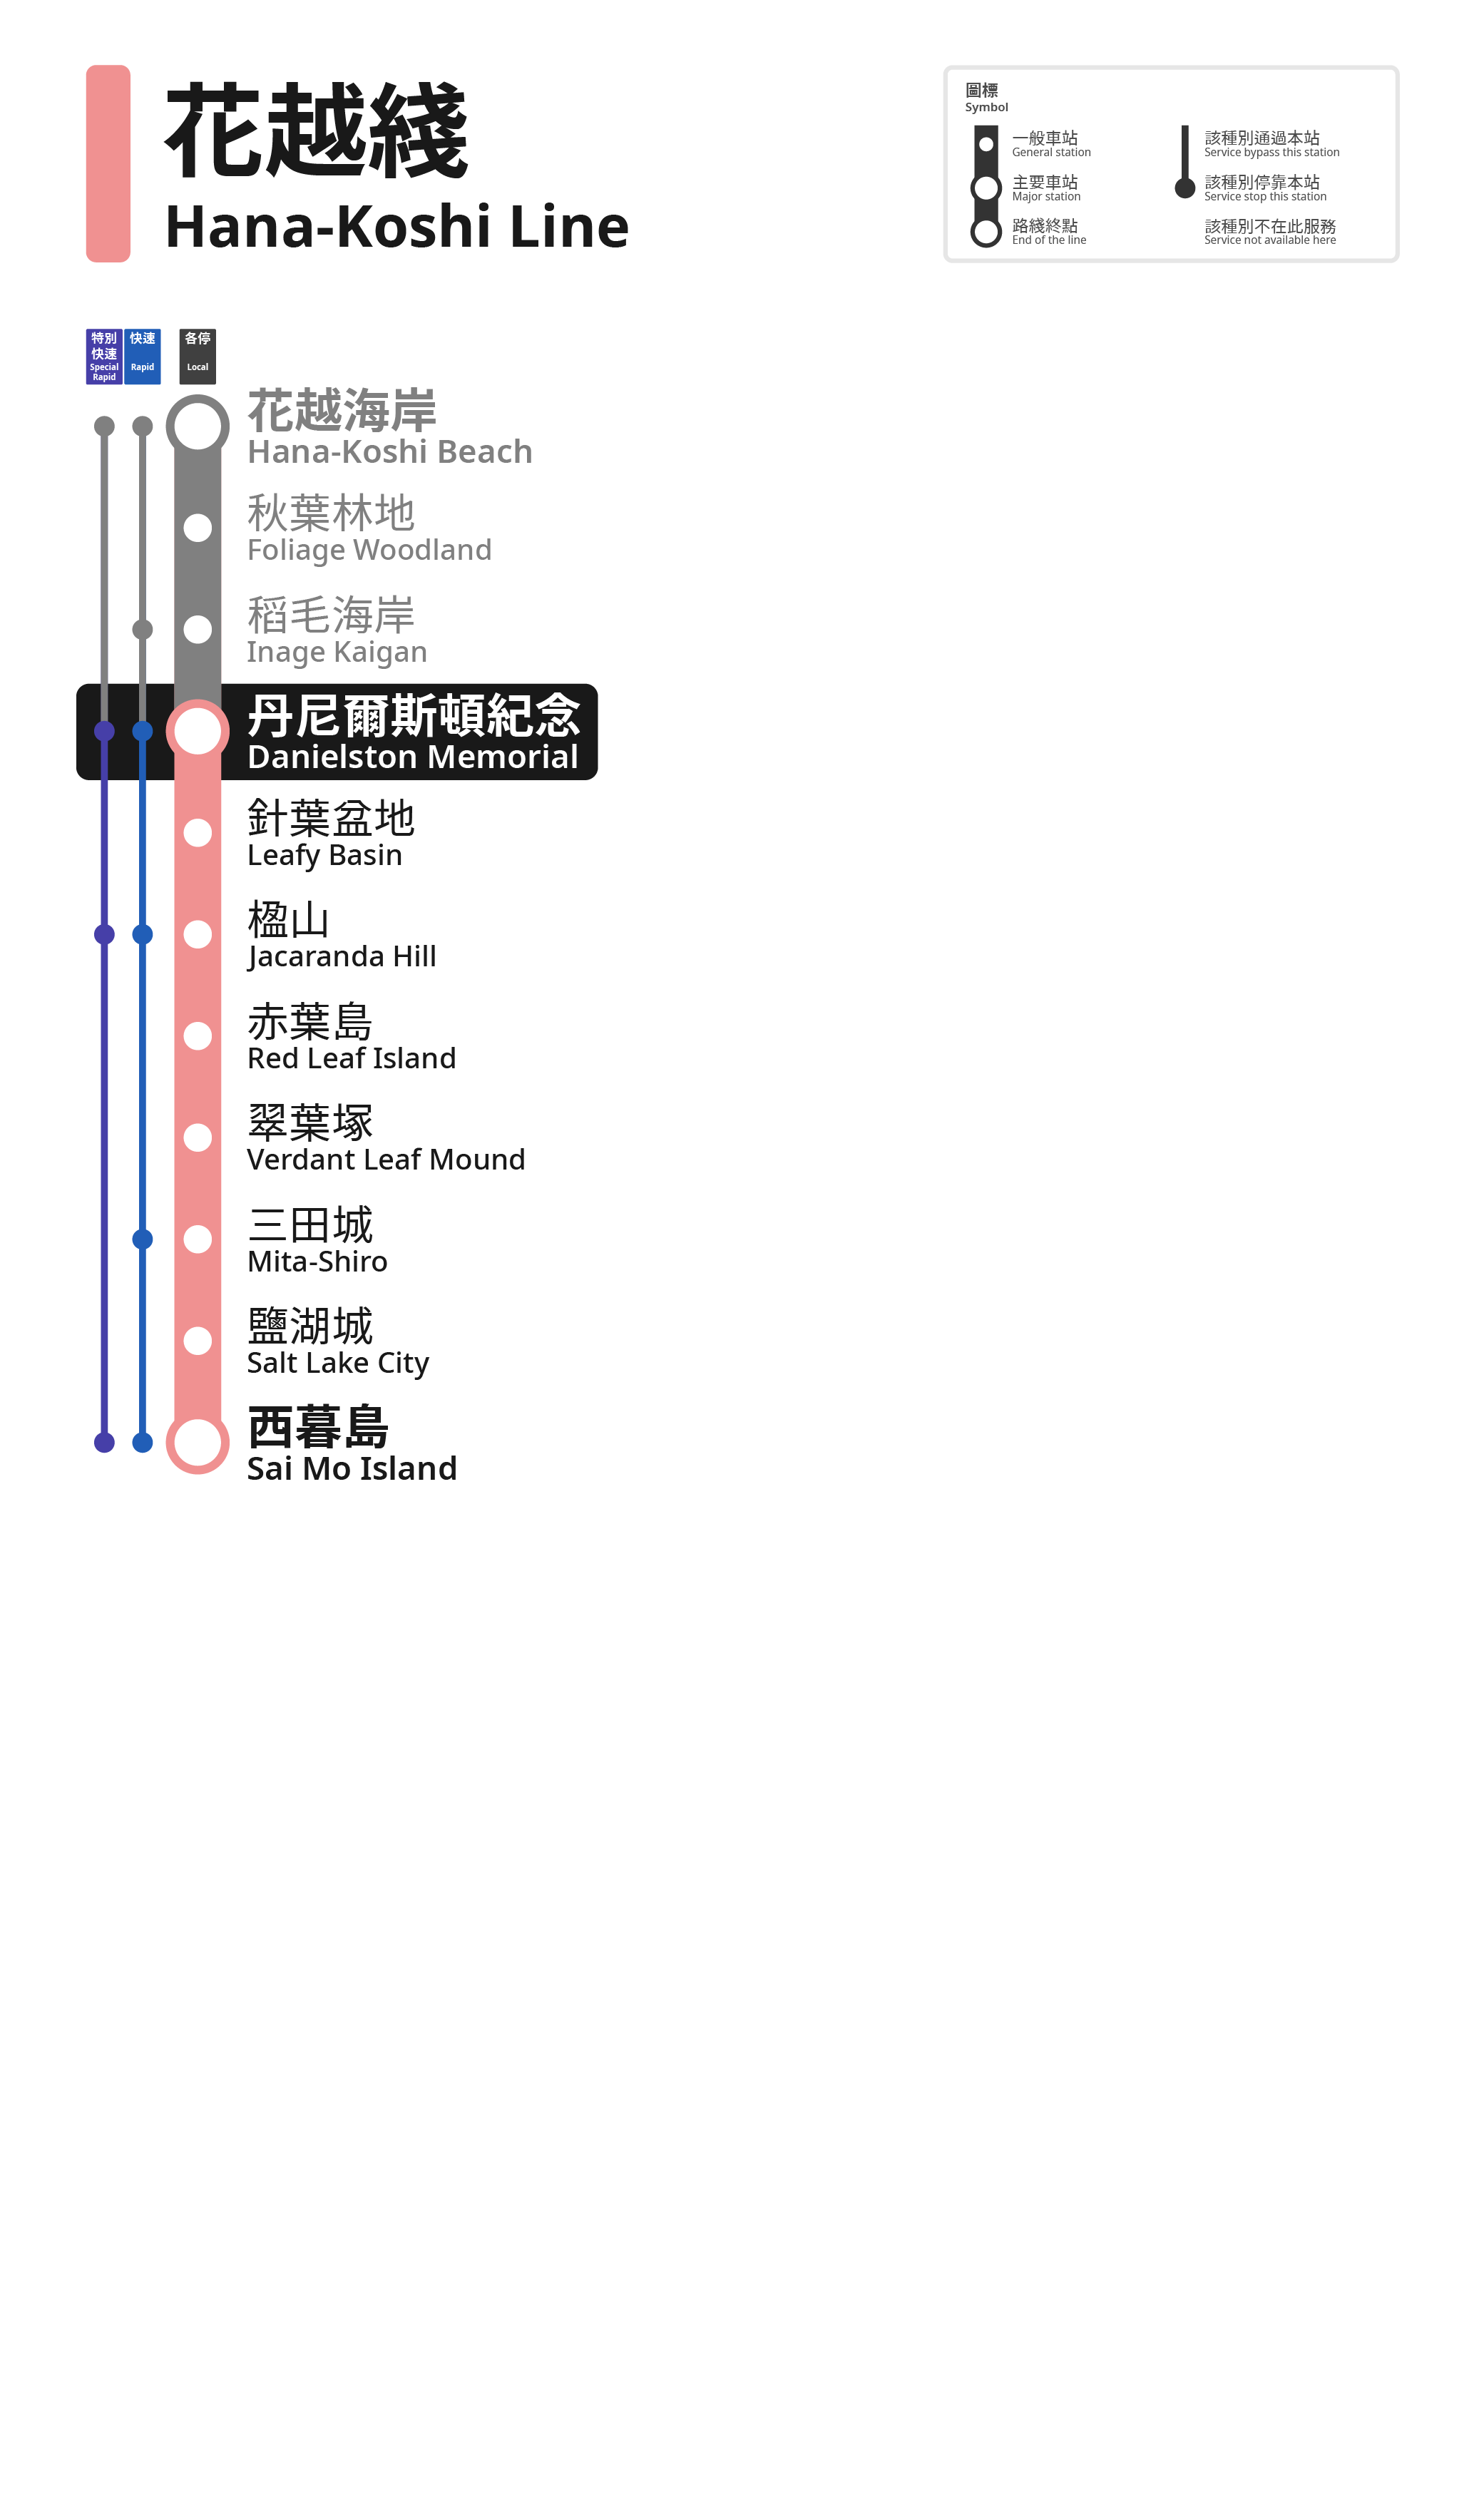 花越綫
Hana-Koshi Line
圖標
Symbol
一般車站
General station
主要車站
Major station
路綫終點
End of the line
該種別通過本站
Service bypass this station
該種別停靠本站
Service stop this station
該種別不在此服務
Service not available here
特別
快速
Special
Rapid
快速
Rapid
各停
Local
花越海岸
Hana-Koshi Beach
秋葉林地
Foliage Woodland
稻毛海岸
Inage Kaigan
丹尼爾斯頓紀念
Danielston Memorial
針葉盆地
Leafy Basin
楹山
Jacaranda Hill
赤葉島
Red Leaf Island
翠葉塚
Verdant Leaf Mound
三田城
Mita-Shiro
鹽湖城
Salt Lake City
西暮島
Sai Mo Island